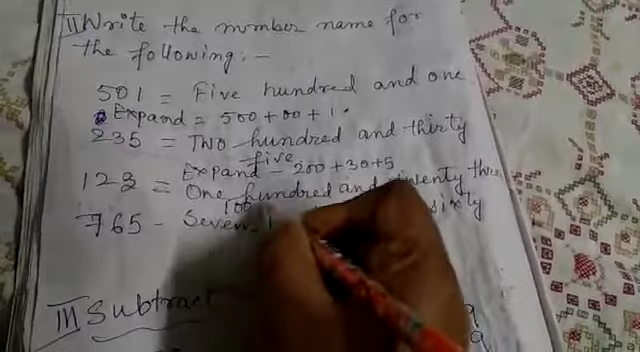 II Write the number name for
the following:-
501 = Five hundred and one
Expand = 500+00+1.
235 = Two hundred and thirty
five
Expand - 200+30+5
123 = One hundred and twenty three
100
765 - Seven sixty
III Subtract
9
9